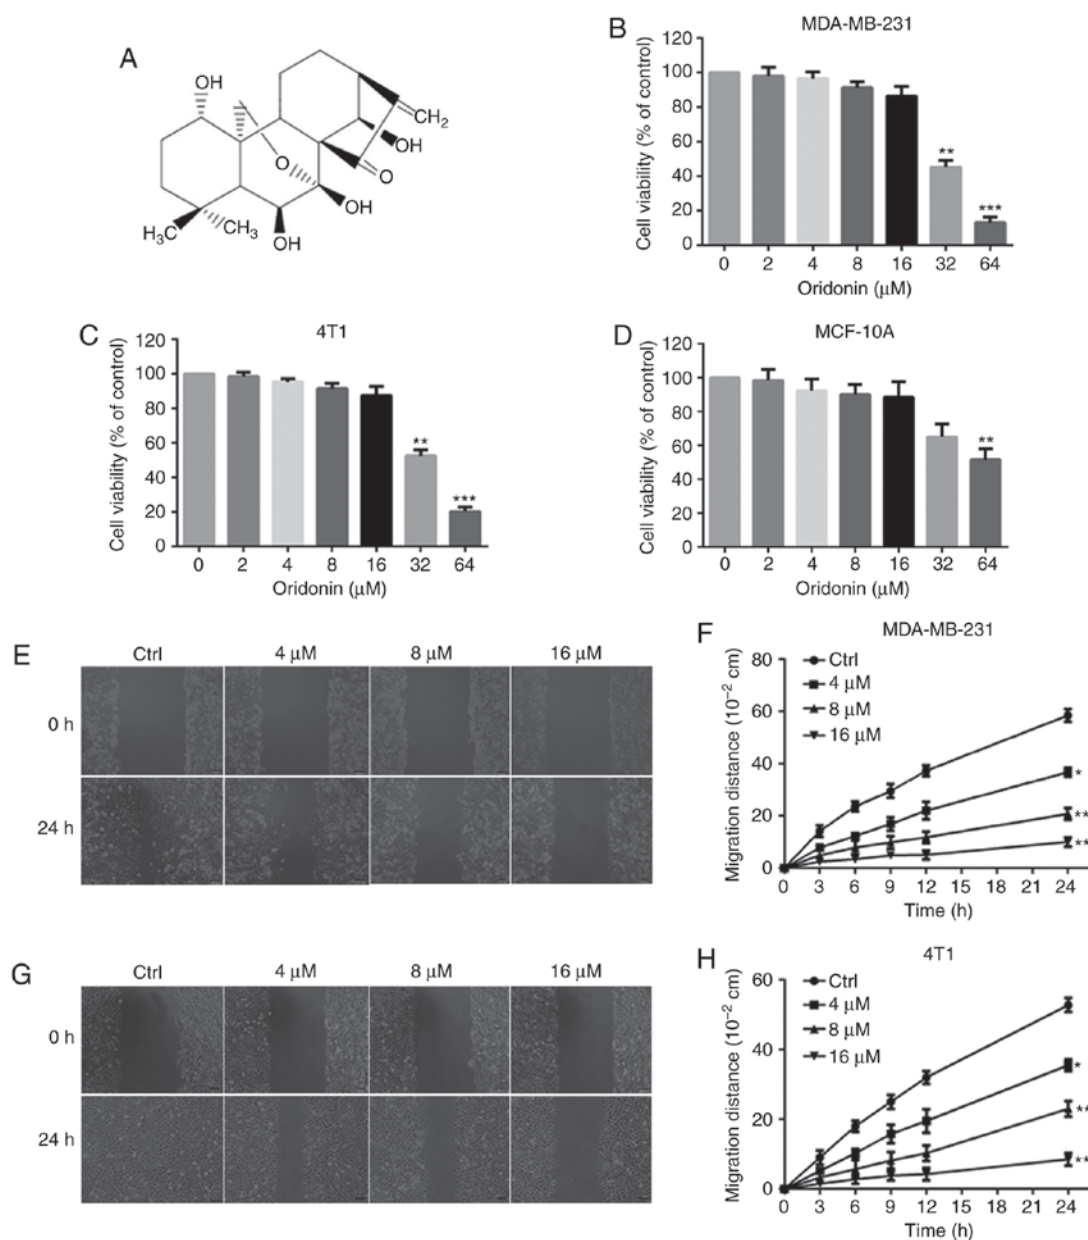 A
OH
CH₂
OH
O
O
OH
H₃C
CH₃
OH
B
MDA-MB-231
Cell viability (% of control)
120
100
80
60
40
20
0
**
***
0 2 4 8 16 32 64
Oridonin (μM)
C
4T1
Cell viability (% of control)
120
100
80
60
40
20
0
**
***
0 2 4 8 16 32 64
Oridonin (μM)
D
MCF-10A
Cell viability (% of control)
120
100
80
60
40
20
0
**
0 2 4 8 16 32 64
Oridonin (μM)
E
Ctrl 4 μM 8 μM 16 μM
0 h
24 h
F
MDA-MB-231
Migration distance (10⁻² cm)
80
60
40
20
0
Ctrl
4 μM
8 μM
16 μM
*
**
**
0 3 6 9 12 15 18 21 24
Time (h)
G
Ctrl 4 μM 8 μM 16 μM
0 h
24 h
H
4T1
Migration distance (10⁻² cm)
60
40
20
0
Ctrl
4 μM
8 μM
16 μM
*
**
**
0 3 6 9 12 15 18 21 24
Time (h)